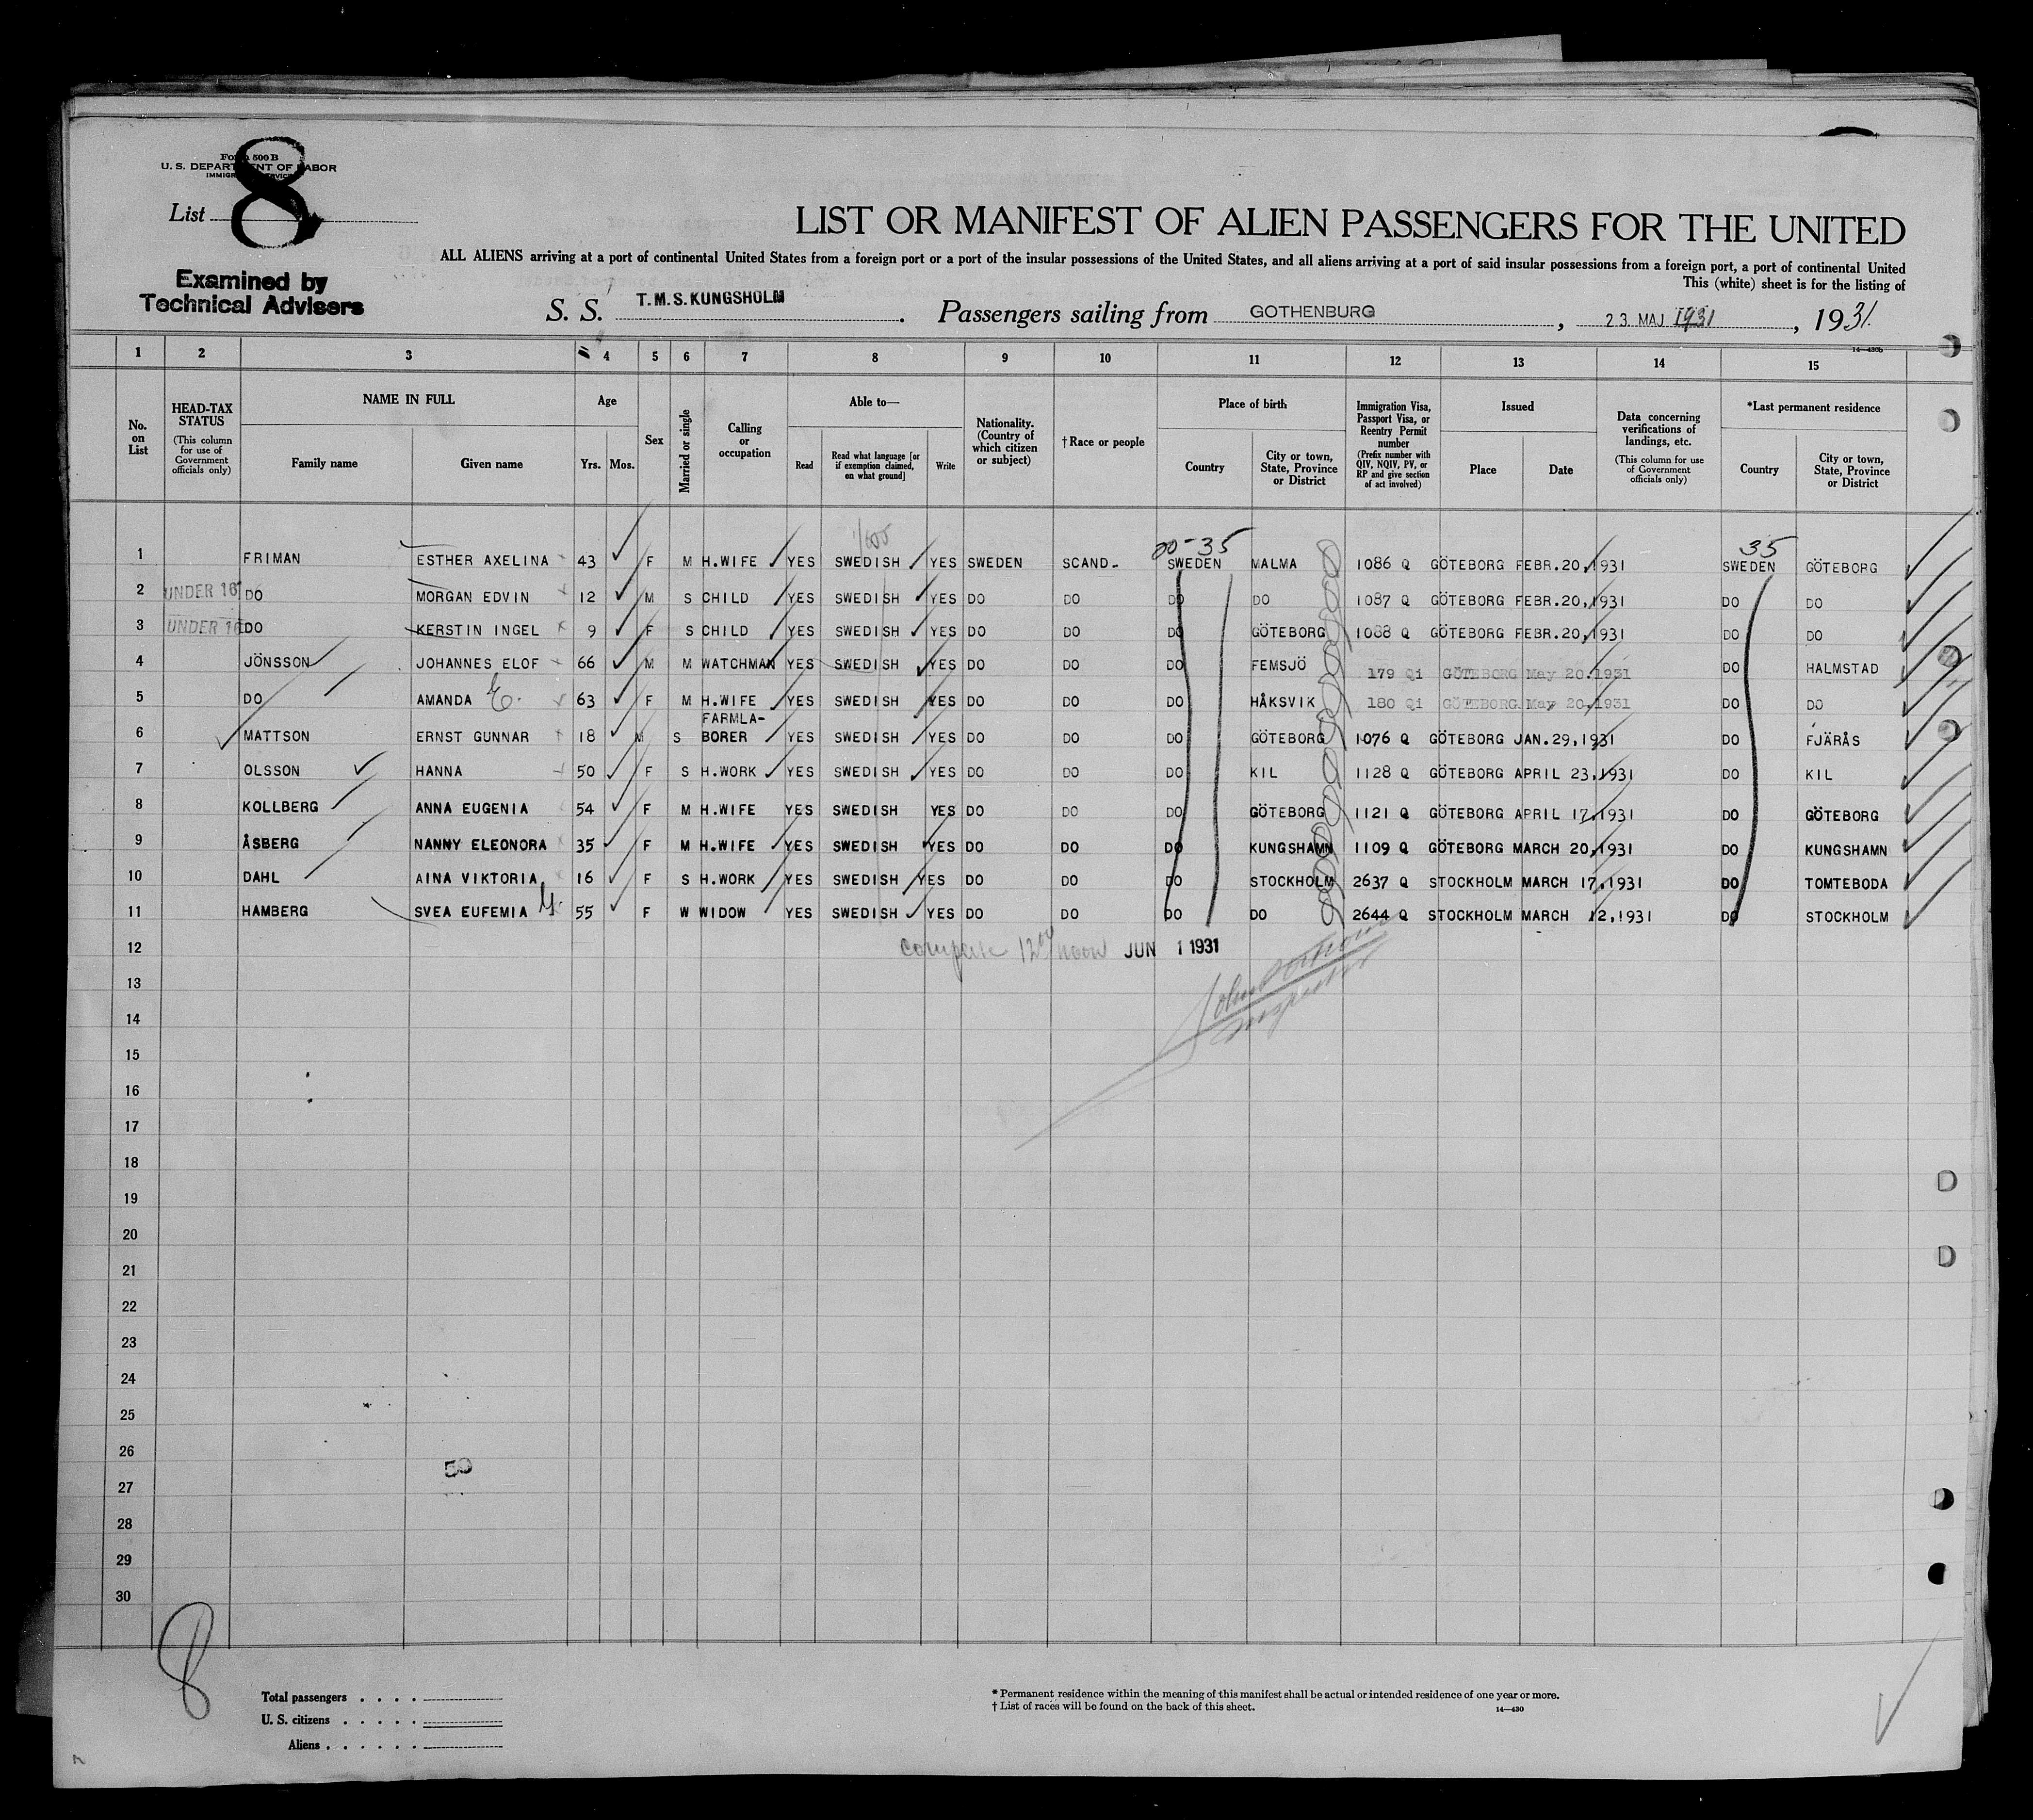 Form 500 B
U. S. DEPARTMENT OF LABOR
IMMIGRATION SERVICE
List 8
LIST OR MANIFEST OF ALIEN PASSENGERS FOR THE UNITED
ALL ALIENS arriving at a port of continental United States from a foreign port or a port of the insular possessions of the United States, and all aliens arriving at a port of said insular possessions from a foreign port, a port of continental United
This (white) sheet is for the listing of
Examined by
Technical Advisers
S. S. T.M.S.KUNGSHOLM. Passengers sailing from GOTHENBURG, 23 MAJ 1931, 1931
14—430b
1 2 3 4 5 6 7 8 9 10 11 12 13 14 15
No. on List
HEAD-TAX STATUS (This column for use of Government officials only)
NAME IN FULL
Family name Given name
Age
Yrs. Mos.
Sex
Married or single
Calling or occupation
Able to—
Read Read what language [or if exemption claimed, on what ground] Write
Nationality. (Country of which citizen or subject)
†Race or people
Place of birth
Country City or town, State, Province or District
Immigration Visa, Passport Visa, or Reentry Permit number (Prefix number with QIV, NQIV, PV, or RP and give section of act involved)
Issued
Place Date
Data concerning verifications of landings, etc. (This column for use of Government officials only)
*Last permanent residence
Country City or town, State, Province or District
00-35 35
1 FRIMAN ESTHER AXELINA 43 F M H.WIFE YES SWEDISH YES SWEDEN SCAND. SWEDEN MALMA 1086 Q GÖTEBORG FEBR.20,1931 SWEDEN GÖTEBORG
2 UNDER 16 DO MORGAN EDVIN 12 M S CHILD YES SWEDISH YES DO DO DO DO 1087 Q GÖTEBORG FEBR.20,1931 DO DO
3 UNDER 16 DO KERSTIN INGEL 9 F S CHILD YES SWEDISH YES DO DO DO GÖTEBORG 1088 Q GÖTEBORG FEBR.20,1931 DO DO
4 JÖNSSON JOHANNES ELOF 66 M M WATCHMAN YES SWEDISH YES DO DO DO FEMSJÖ 179 Qi GÖTEBORG May 20.1931 DO HALMSTAD
5 DO AMANDA E. 63 F M H.WIFE YES SWEDISH YES DO DO DO HÅKSVIK 180 Qi GÖTEBORG May 20,1931 DO DO
6 MATTSON ERNST GUNNAR 18 M S FARMLA-BORER YES SWEDISH YES DO DO DO GÖTEBORG 1076 Q GÖTEBORG JAN.29,1931 DO FJÄRÅS
7 OLSSON HANNA 50 F S H.WORK YES SWEDISH YES DO DO DO KIL 1128 Q GÖTEBORG APRIL 23,1931 DO KIL
8 KOLLBERG ANNA EUGENIA 54 F M H.WIFE YES SWEDISH YES DO DO DO GÖTEBORG 1121 Q GÖTEBORG APRIL 17,1931 DO GÖTEBORG
9 ÅSBERG NANNY ELEONORA 35 F M H.WIFE YES SWEDISH YES DO DO DO KUNGSHAMN 1109 Q GÖTEBORG MARCH 20,1931 DO KUNGSHAMN
10 DAHL AINA VIKTORIA 16 F S H.WORK YES SWEDISH YES DO DO DO STOCKHOLM 2637 Q STOCKHOLM MARCH 17,1931 DO TOMTEBODA
11 HAMBERG SVEA EUFEMIA 55 F W WIDOW YES SWEDISH YES DO DO DO DO 2644 Q STOCKHOLM MARCH 12,1931 DO STOCKHOLM
12 12 noon JUN 1 1931
13
Inspector
14
15
16
17
18
19
20
21
22
23
24
25
26
27
28
29
30
8
Total passengers
U. S. citizens
Aliens
* Permanent residence within the meaning of this manifest shall be actual or intended residence of one year or more.
† List of races will be found on the back of this sheet.
14—430